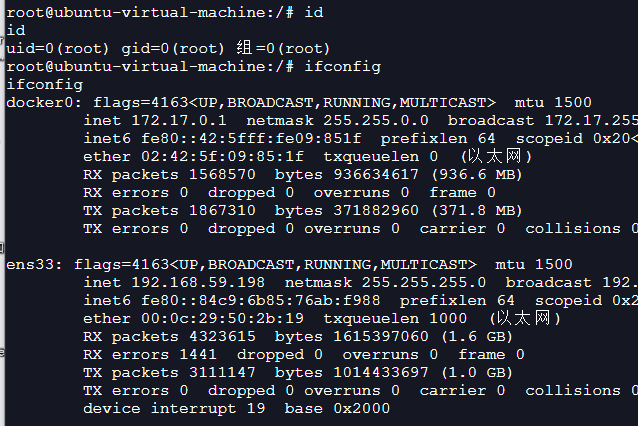 root@ubuntu-virtual-machine:/# id
id
uid=0(root) gid=0(root) 组=0(root)
root@ubuntu-virtual-machine:/# ifconfig
ifconfig
docker0: flags=4163<UP,BROADCAST,RUNNING,MULTICAST>  mtu 1500
inet 172.17.0.1  netmask 255.255.0.0  broadcast 172.17.255
inet6 fe80::42:5fff:fe09:851f  prefixlen 64  scopeid 0x20<
ether 02:42:5f:09:85:1f  txqueuelen 0  (以太网)
RX packets 1568570  bytes 936634617 (936.6 MB)
RX errors 0  dropped 0  overruns 0  frame 0
TX packets 1867310  bytes 371882960 (371.8 MB)
TX errors 0  dropped 0 overruns 0  carrier 0  collisions 0
ens33: flags=4163<UP,BROADCAST,RUNNING,MULTICAST>  mtu 1500
inet 192.168.59.198  netmask 255.255.255.0  broadcast 192.
inet6 fe80::84c9:6b85:76ab:f988  prefixlen 64  scopeid 0x2
ether 00:0c:29:50:2b:19  txqueuelen 1000  (以太网)
RX packets 4323615  bytes 1615397060 (1.6 GB)
RX errors 1441  dropped 0  overruns 0  frame 0
TX packets 3111147  bytes 1014433697 (1.0 GB)
TX errors 0  dropped 0 overruns 0  carrier 0  collisions 0
device interrupt 19  base 0x2000